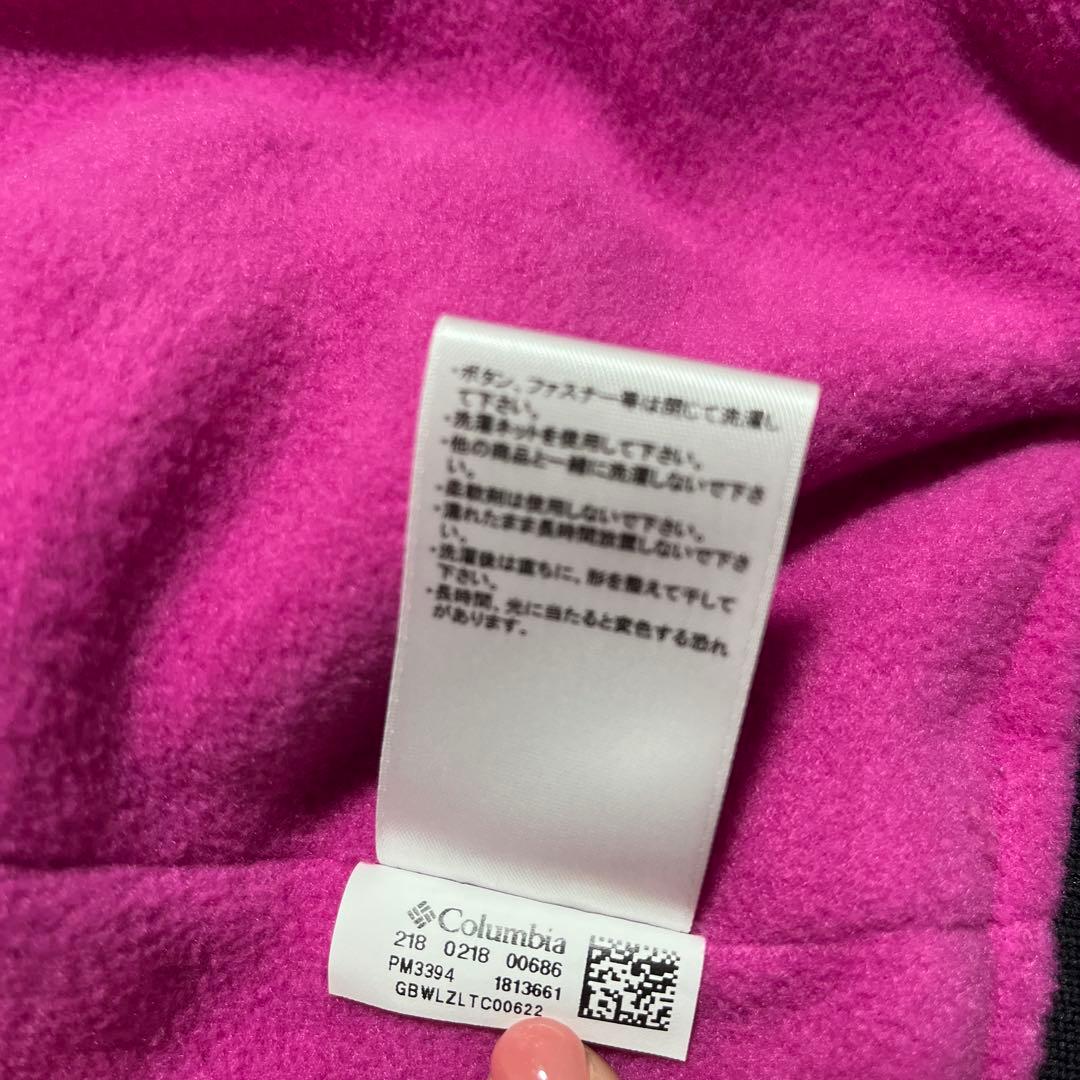 ・ボタン、ファスナー等は閉じて洗濯し
て下さい。
・洗濯ネットを使用して下さい。
・他の商品と一緒に洗濯しないで下さ
い。
・柔軟剤は使用しないで下さい。
・濡れたまま長時間放置しないで下さ
い。
・洗濯後は直ちに、形を整えて干して
下さい。
・長時間、光に当たると変色する恐れ
があります。
Columbia
218 0218 00686
PM3394 1813661
GBWLZLTC00622